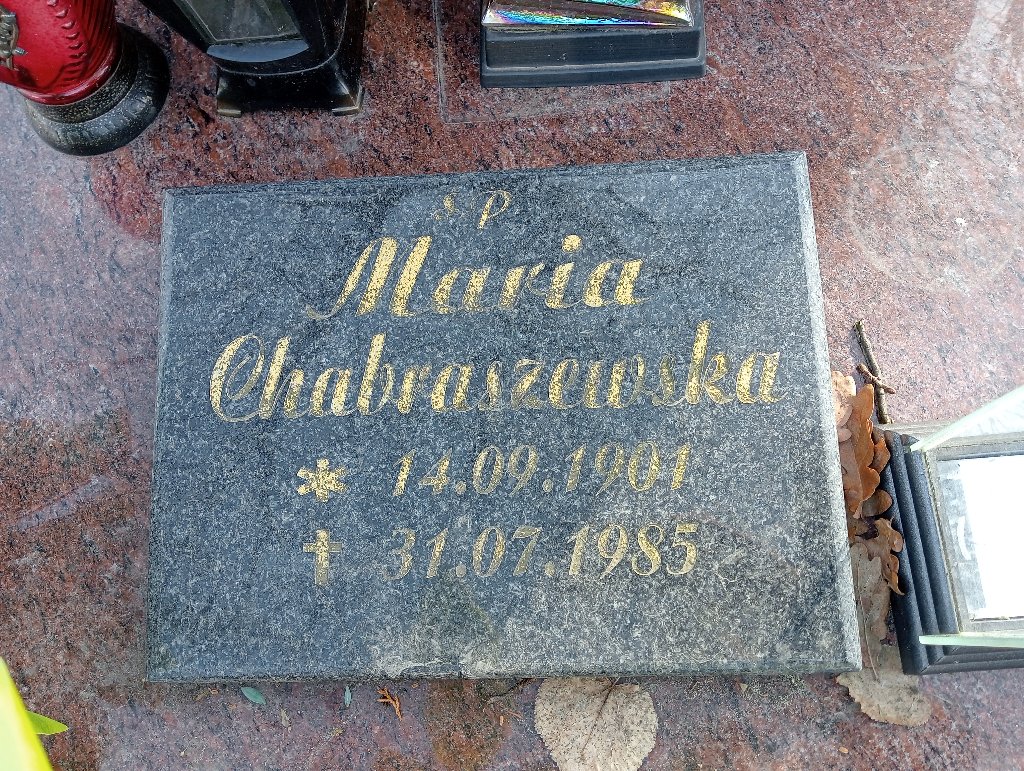 Ś.P
Maria
Chabraszewska
* 14.09.1901
† 31.07.1985